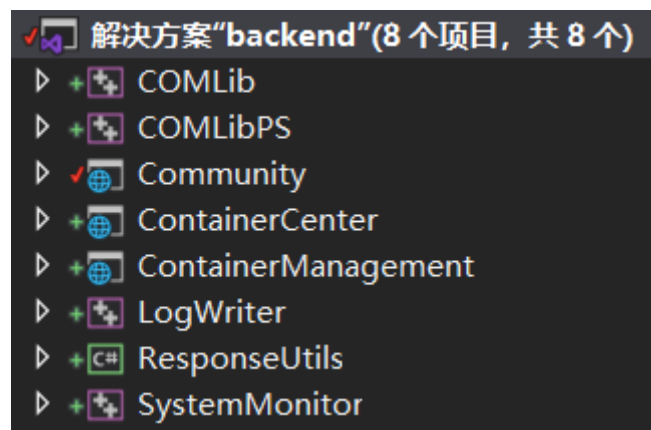 解决方案“backend”(8 个项目，共 8 个)
COMLib
COMLibPS
Community
ContainerCenter
ContainerManagement
LogWriter
C# ResponseUtils
SystemMonitor